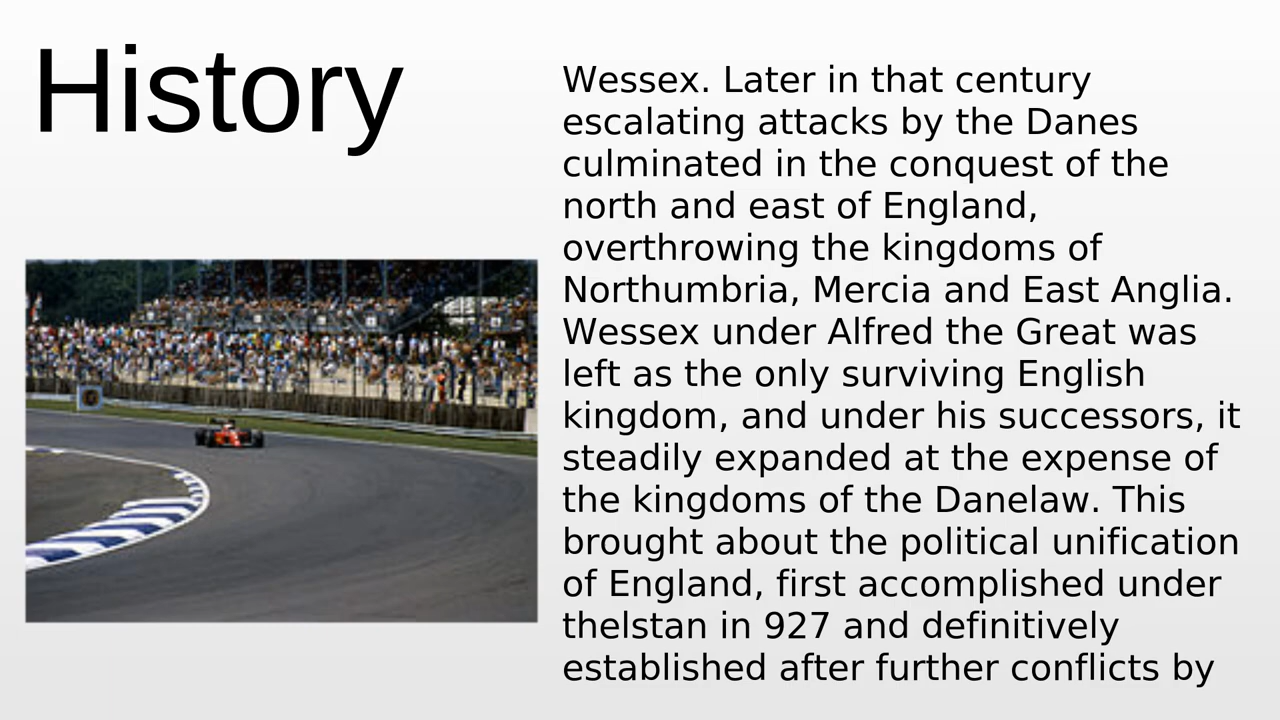 History
Wessex. Later in that century
escalating attacks by the Danes
culminated in the conquest of the
north and east of England,
overthrowing the kingdoms of
Northumbria, Mercia and East Anglia.
Wessex under Alfred the Great was
left as the only surviving English
kingdom, and under his successors, it
steadily expanded at the expense of
the kingdoms of the Danelaw. This
brought about the political unification
of England, first accomplished under
thelstan in 927 and definitively
established after further conflicts by